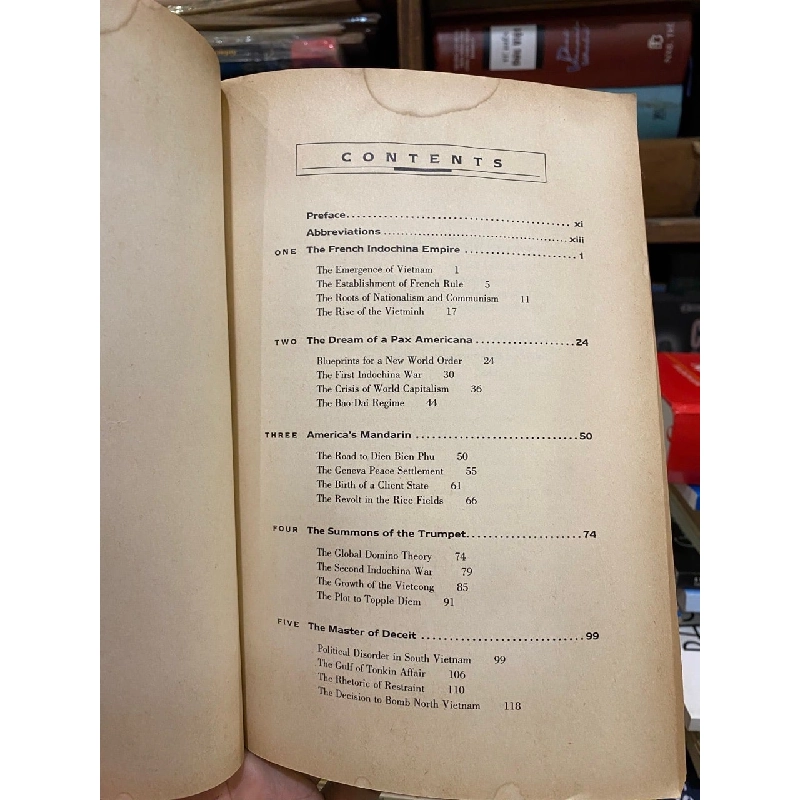 CONTENTS
Preface.......................................... xi
Abbreviations.......................................xiii
ONE The French Indochina Empire .....................1
The Emergence of Vietnam 1
The Establishment of French Rule 5
The Roots of Nationalism and Communism 11
The Rise of the Vietminh 17
TWO The Dream of a Pax Americana ...................24
Blueprints for a New World Order 24
The First Indochina War 30
The Crisis of World Capitalism 36
The Bao Dai Regime 44
THREE America's Mandarin ..............................50
The Road to Dien Bien Phu 50
The Geneva Peace Settlement 55
The Birth of a Client State 61
The Revolt in the Rice Fields 66
FOUR The Summons of the Trumpet.....................74
The Global Domino Theory 74
The Second Indochina War 79
The Growth of the Vietcong 85
The Plot to Topple Diem 91
FIVE The Master of Deceit ..............................99
Political Disorder in South Vietnam 99
The Gulf of Tonkin Affair 106
The Rhetoric of Restraint 110
The Decision to Bomb North Vietnam 118